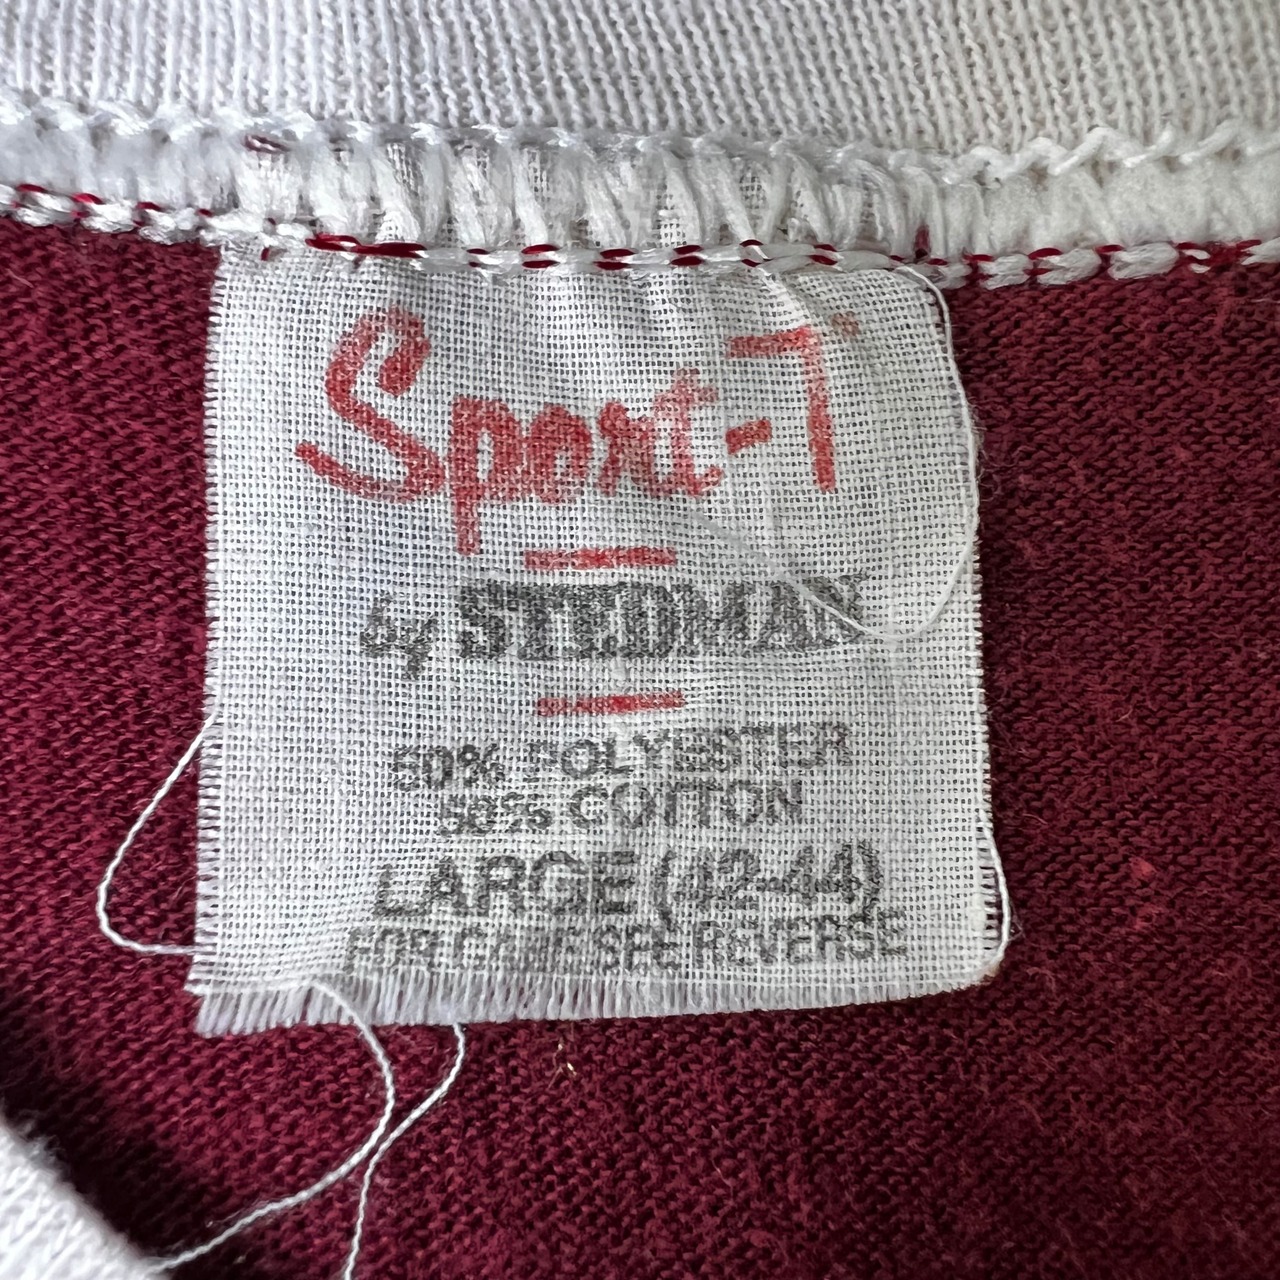 Sport-T®
by STEDMAN
50% POLYESTER
50% COTTON
LARGE (42-44)
FOR CARE SEE REVERSE